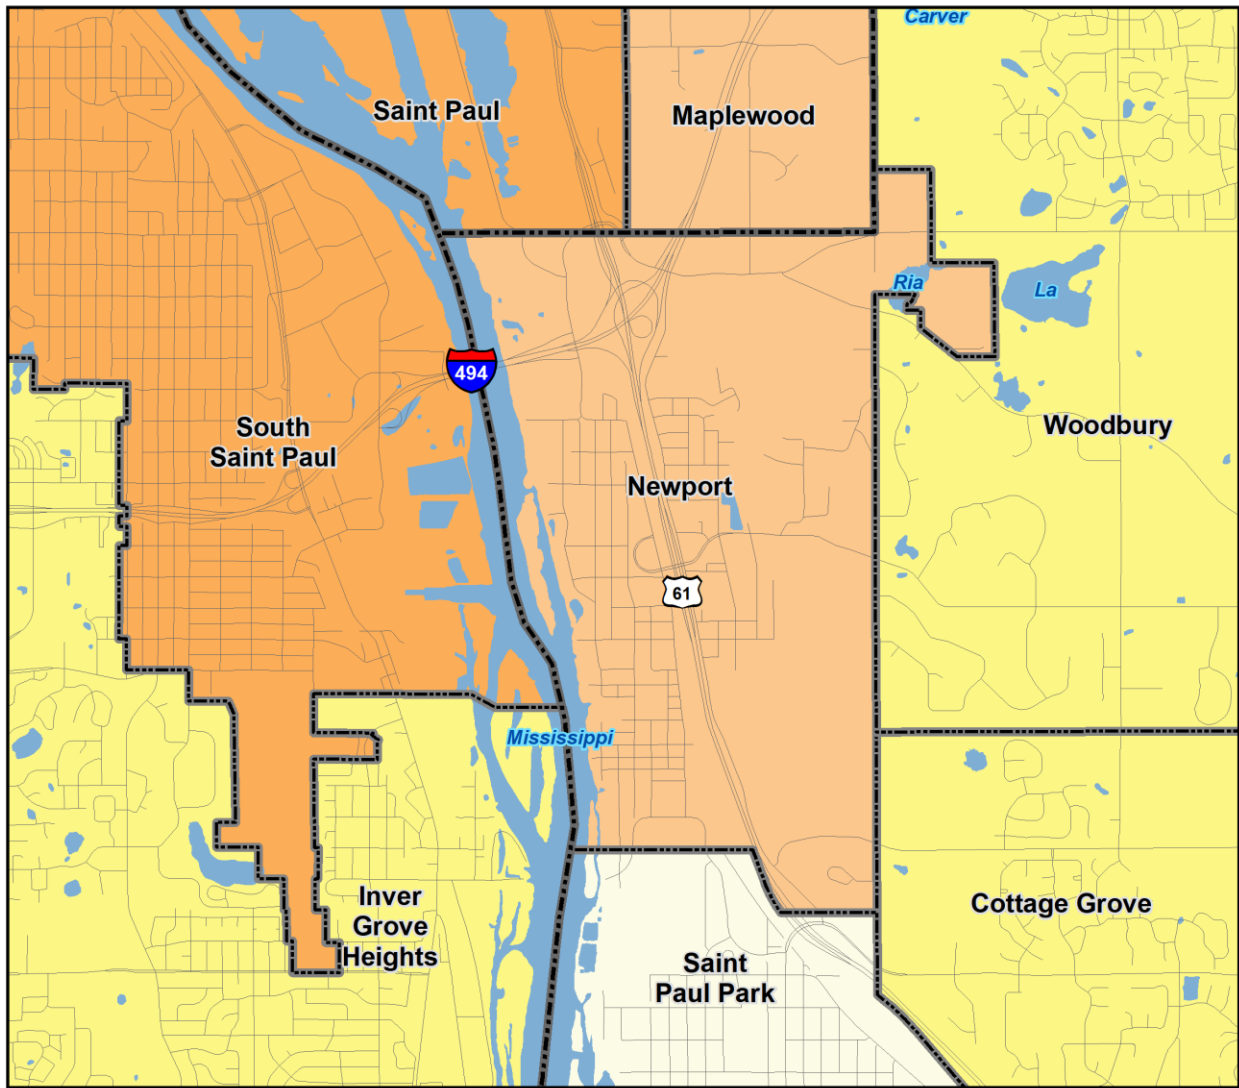 Carver
Saint Paul
Maplewood
Ria
La
494
South
Saint Paul
Woodbury
Newport
61
Mississippi
Inver
Grove
Heights
Cottage Grove
Saint
Paul Park